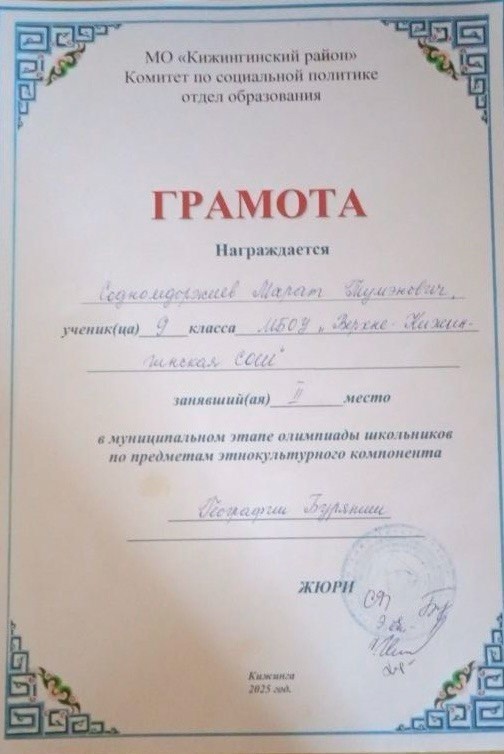 МО «Кижингинский район»
Комитет по социальной политике
отдел образования
ГРАМОТА
Награждается
Содномдоржиев Марат Тумэнович,
ученик(ца) 9 класса МБОУ „Верхне-Кижин-
гинская СОШ"
занявший(ая) II место
в муниципальном этапе олимпиады школьников
по предметам этнокультурного компонента
География Бурятии
ЖЮРИ
Кижинга
2025 год.